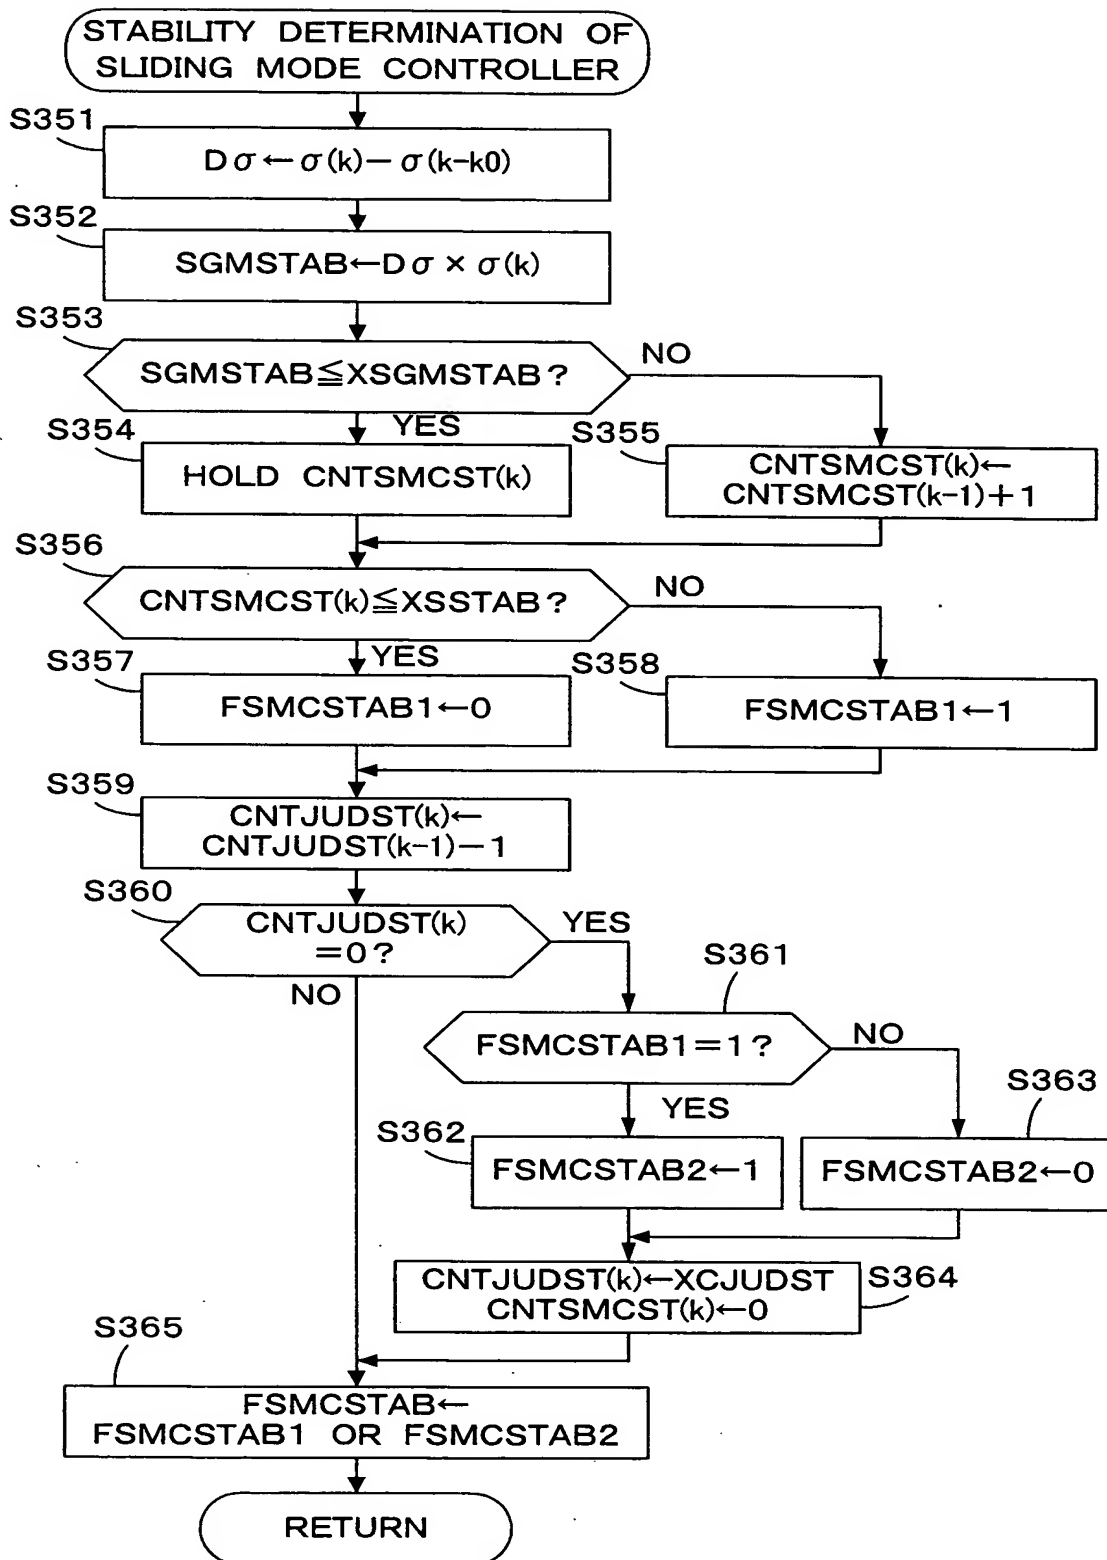 STABILITY DETERMINATION OF
SLIDING MODE CONTROLLER
S351
Dσ←σ(k)−σ(k-k0)
S352
SGMSTAB←Dσ×σ(k)
S353
SGMSTAB≦XSGMSTAB?
NO
YES
S354
HOLD CNTSMCST(k)
S355
CNTSMCST(k)←
CNTSMCST(k-1)+1
S356
CNTSMCST(k)≦XSSTAB?
NO
YES
S357
FSMCSTAB1←0
S358
FSMCSTAB1←1
S359
CNTJUDST(k)←
CNTJUDST(k-1)−1
S360
CNTJUDST(k)
=0?
YES
NO
S361
FSMCSTAB1=1?
NO
YES
S362
FSMCSTAB2←1
S363
FSMCSTAB2←0
CNTJUDST(k)←XCJUDST
CNTSMCST(k)←0
S364
S365
FSMCSTAB←
FSMCSTAB1 OR FSMCSTAB2
RETURN